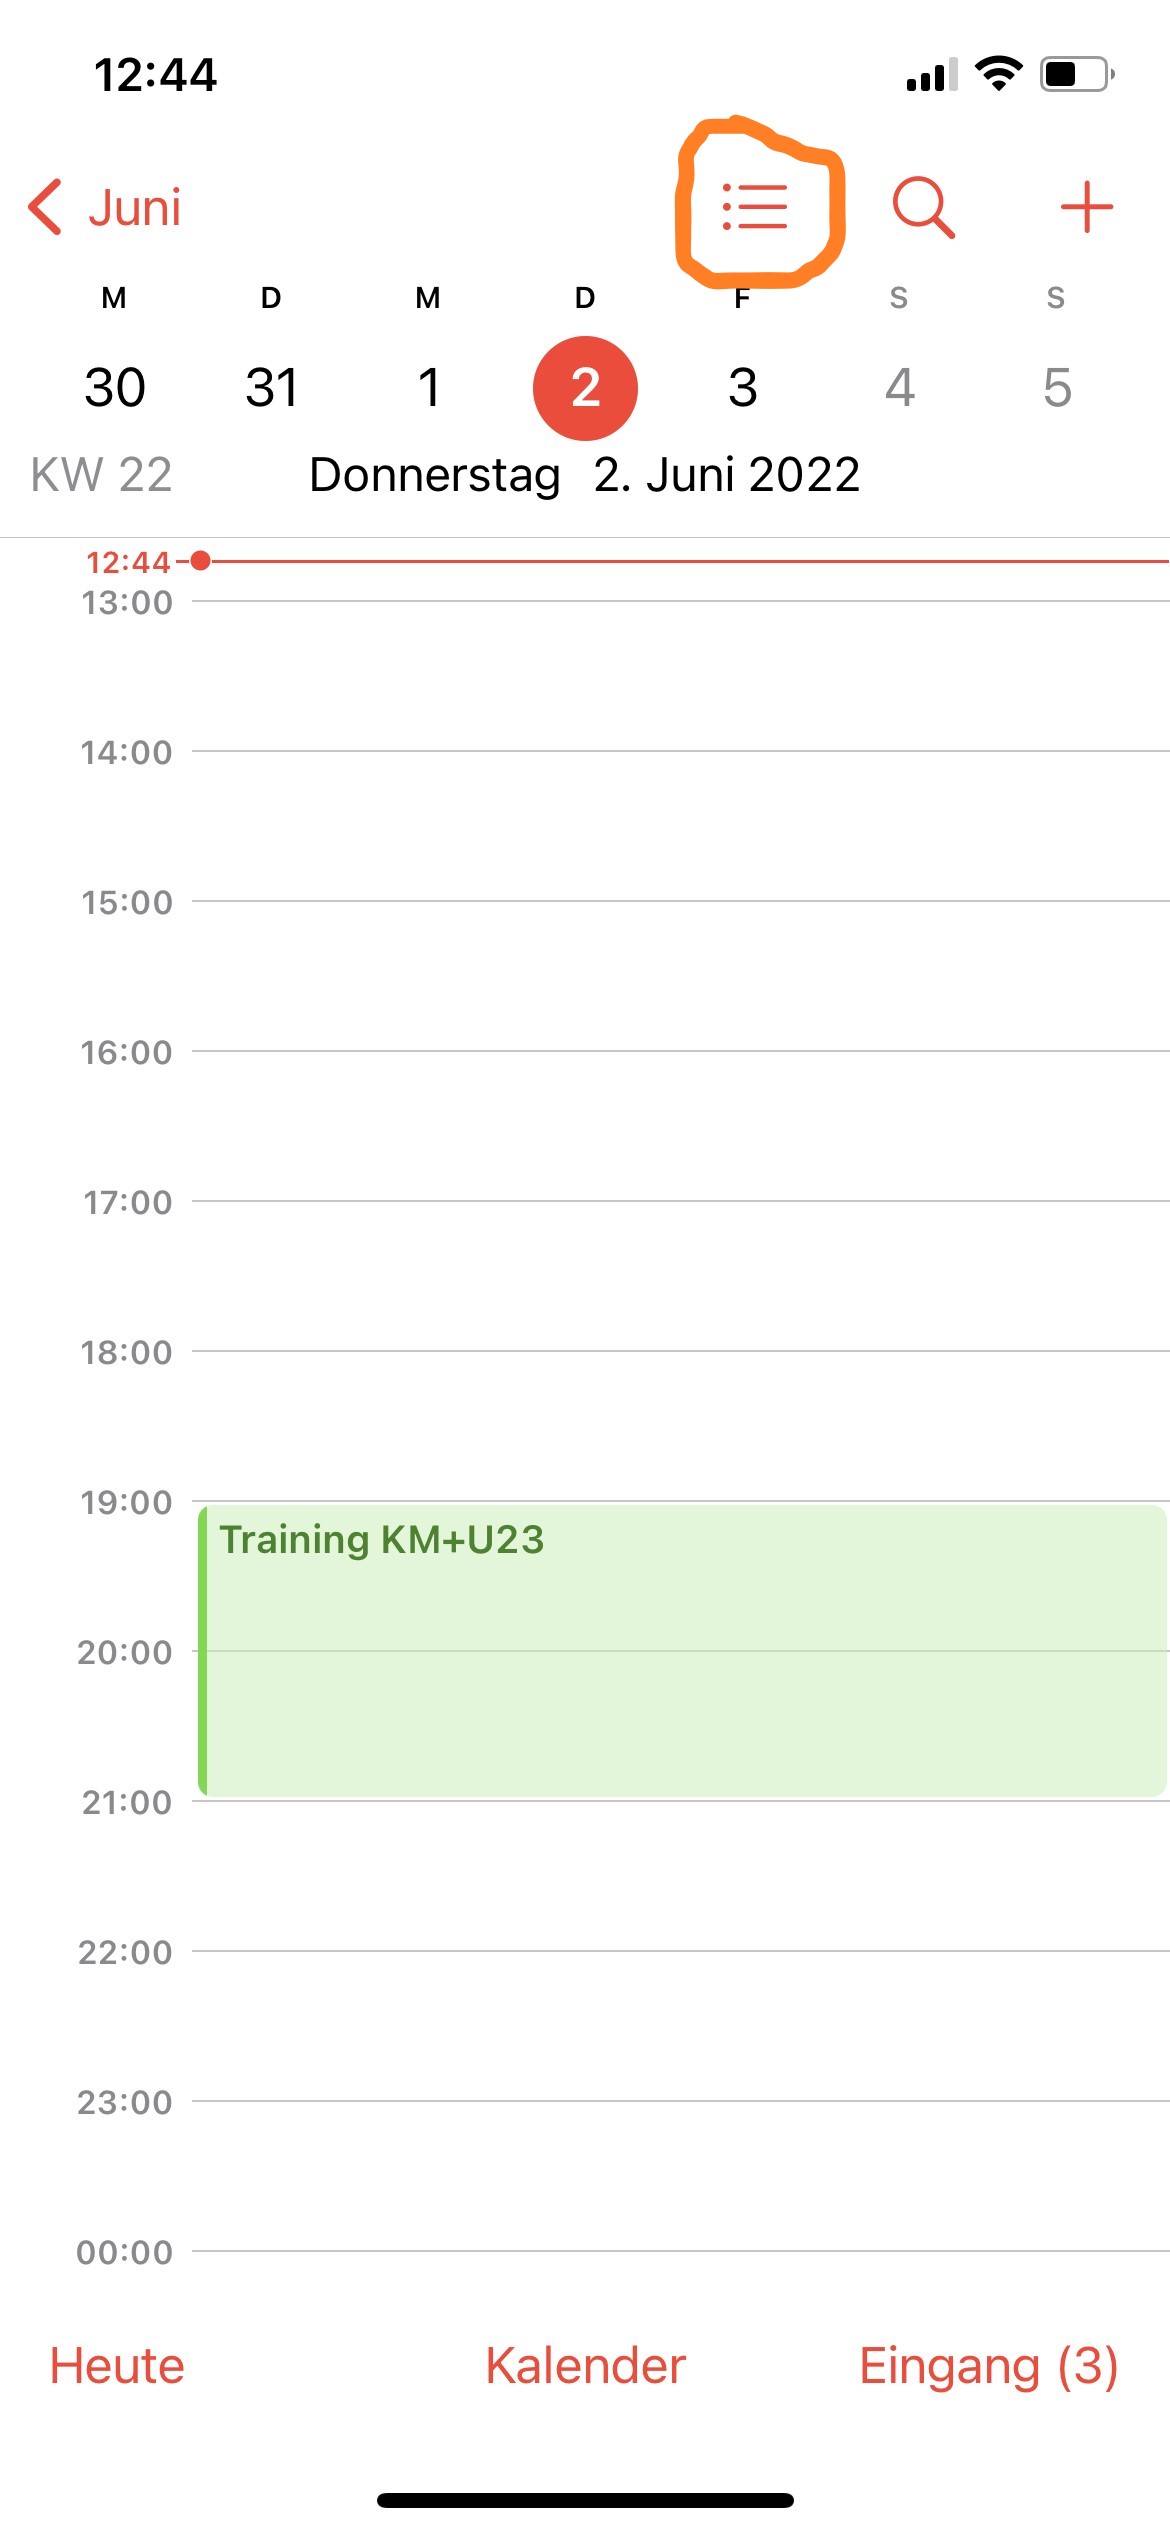 12:44
Juni
M D M D F S S
30 31 1 2 3 4 5
KW 22 Donnerstag 2. Juni 2022
12:44
13:00
14:00
15:00
16:00
17:00
18:00
19:00
Training KM+U23
20:00
21:00
22:00
23:00
00:00
Heute Kalender Eingang (3)